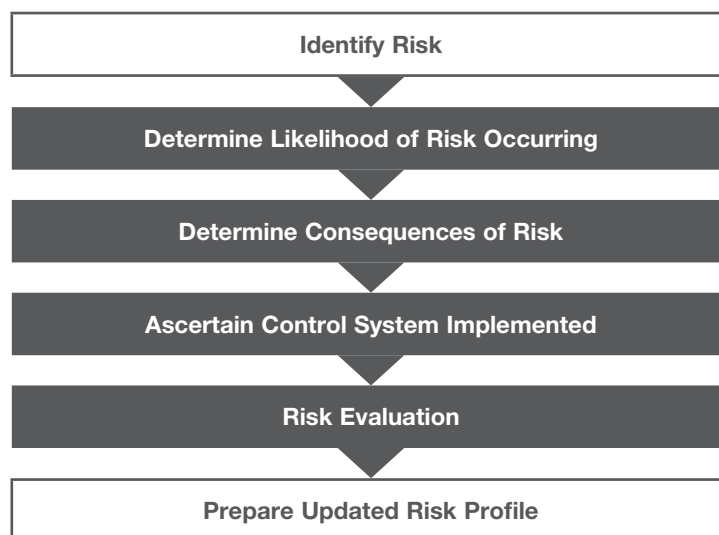 Identify Risk
Determine Likelihood of Risk Occurring
Determine Consequences of Risk
Ascertain Control System Implemented
Risk Evaluation
Prepare Updated Risk Profile